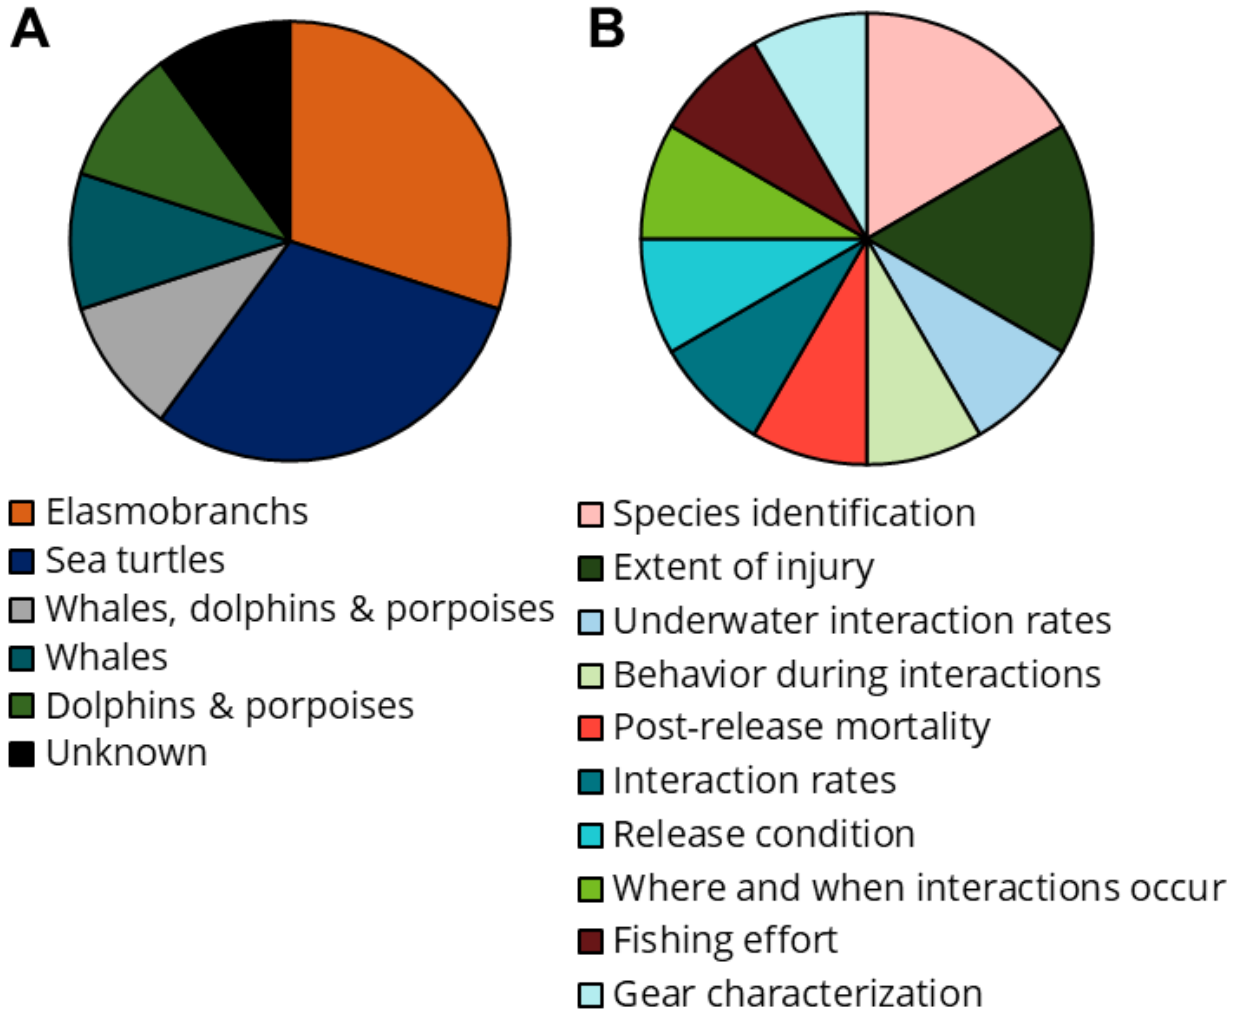 A
B
Elasmobranchs
Sea turtles
Whales, dolphins & porpoises
Whales
Dolphins & porpoises
Unknown
Species identification
Extent of injury
Underwater interaction rates
Behavior during interactions
Post-release mortality
Interaction rates
Release condition
Where and when interactions occur
Fishing effort
Gear characterization